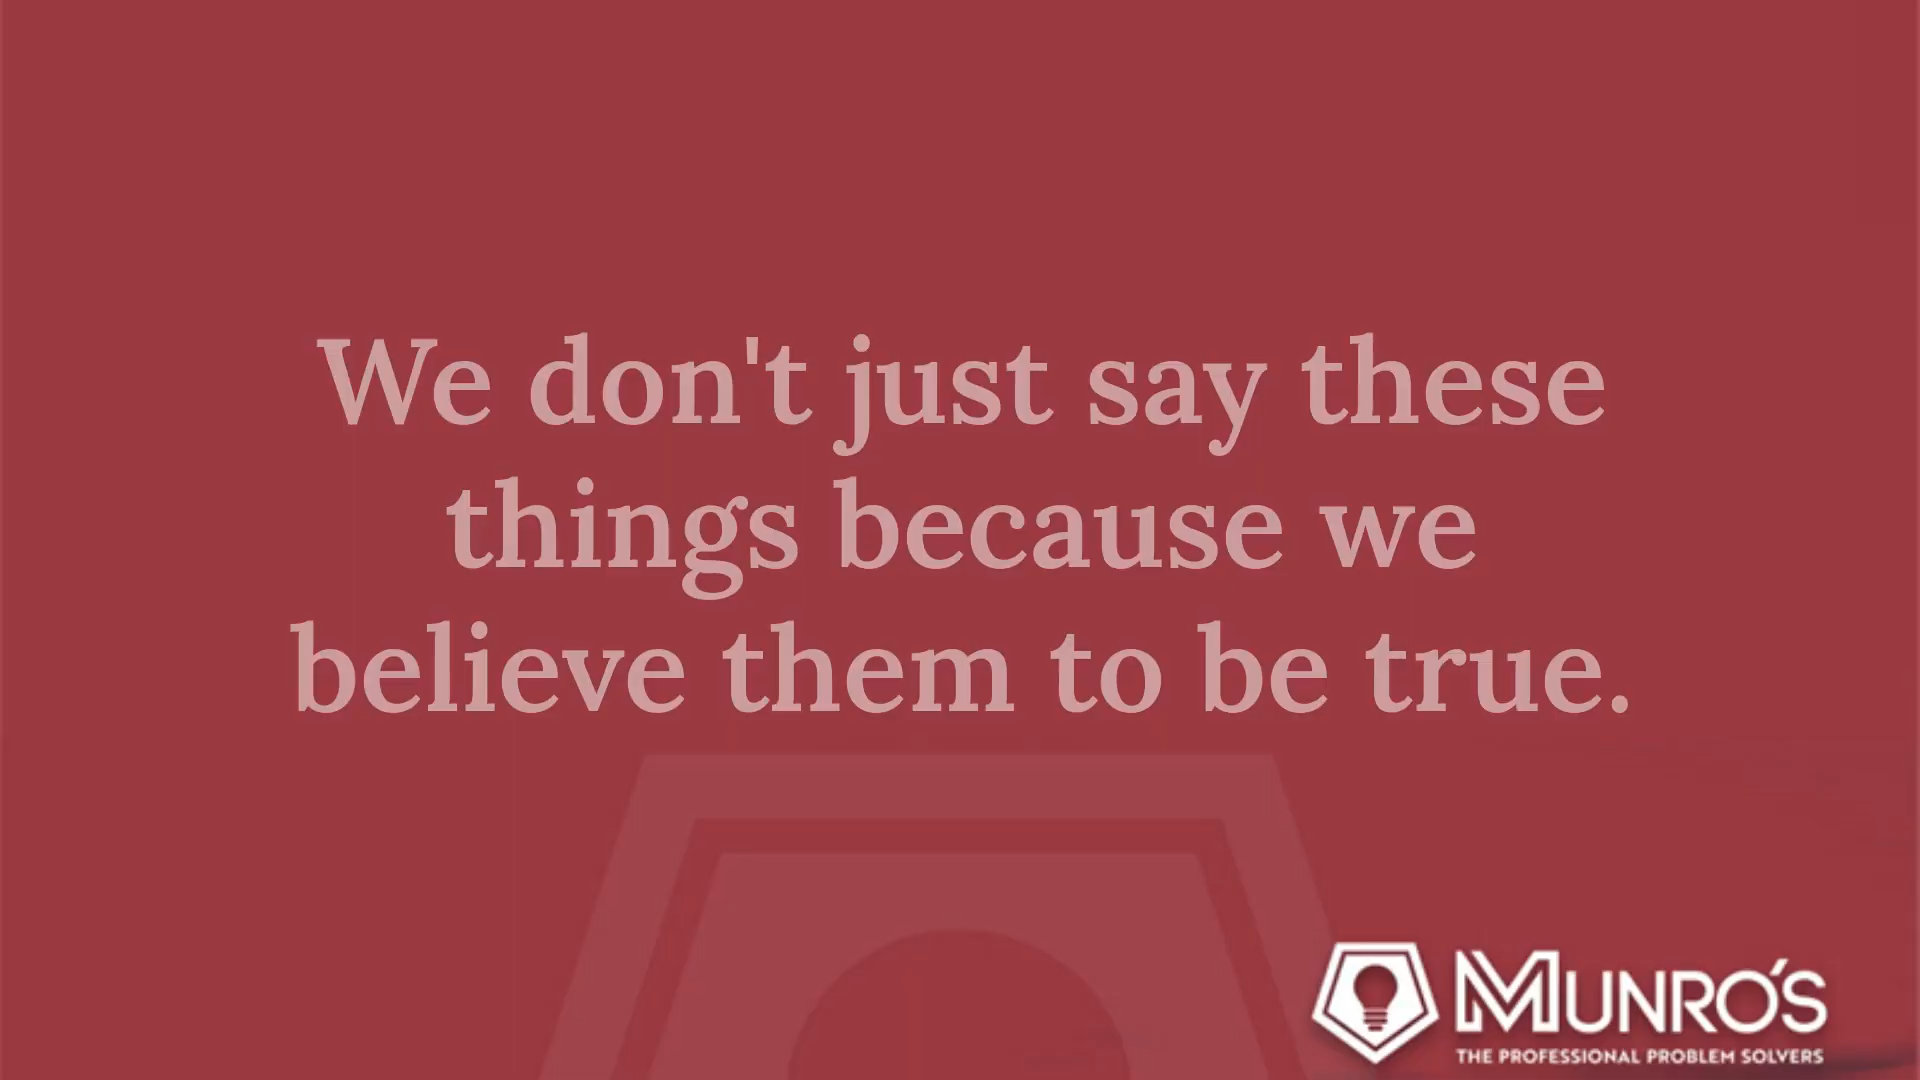 We don't just say these
things because we
believe them to be true.
MUNRO'S
THE PROFESSIONAL PROBLEM SOLVERS